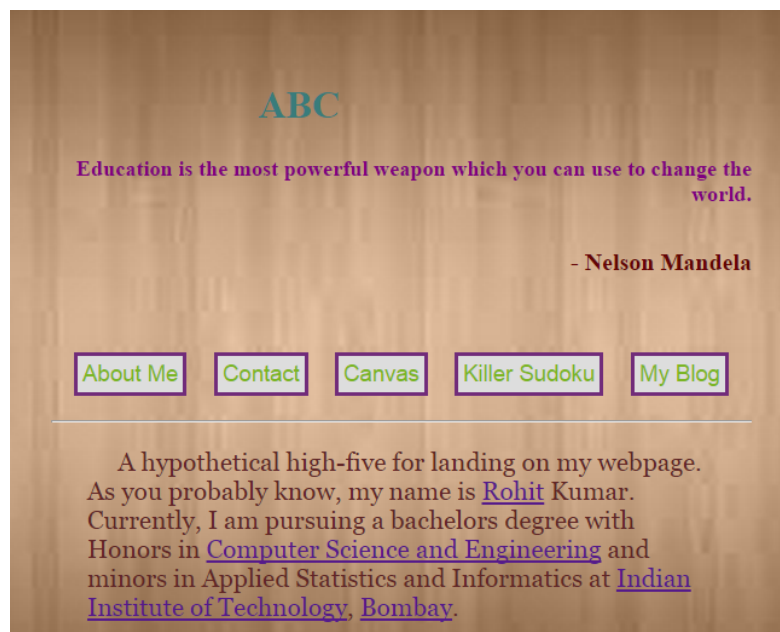 ABC
Education is the most powerful weapon which you can use to change the
world.
- Nelson Mandela
About Me Contact Canvas Killer Sudoku My Blog
A hypothetical high-five for landing on my webpage.
As you probably know, my name is Rohit Kumar.
Currently, I am pursuing a bachelors degree with
Honors in Computer Science and Engineering and
minors in Applied Statistics and Informatics at Indian
Institute of Technology, Bombay.